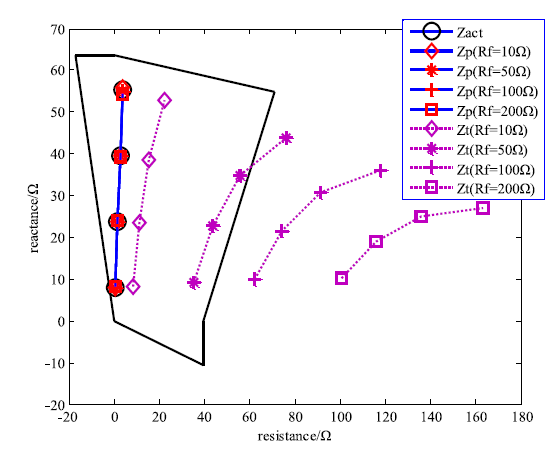 70
60
50
40
30
20
10
0
-10
-20
reactance/Ω
-20 0 20 40 60 80 100 120 140 160 180
resistance/Ω
Zact
Zp(Rf=10Ω)
Zp(Rf=50Ω)
Zp(Rf=100Ω)
Zp(Rf=200Ω)
Zt(Rf=10Ω)
Zt(Rf=50Ω)
Zt(Rf=100Ω)
Zt(Rf=200Ω)